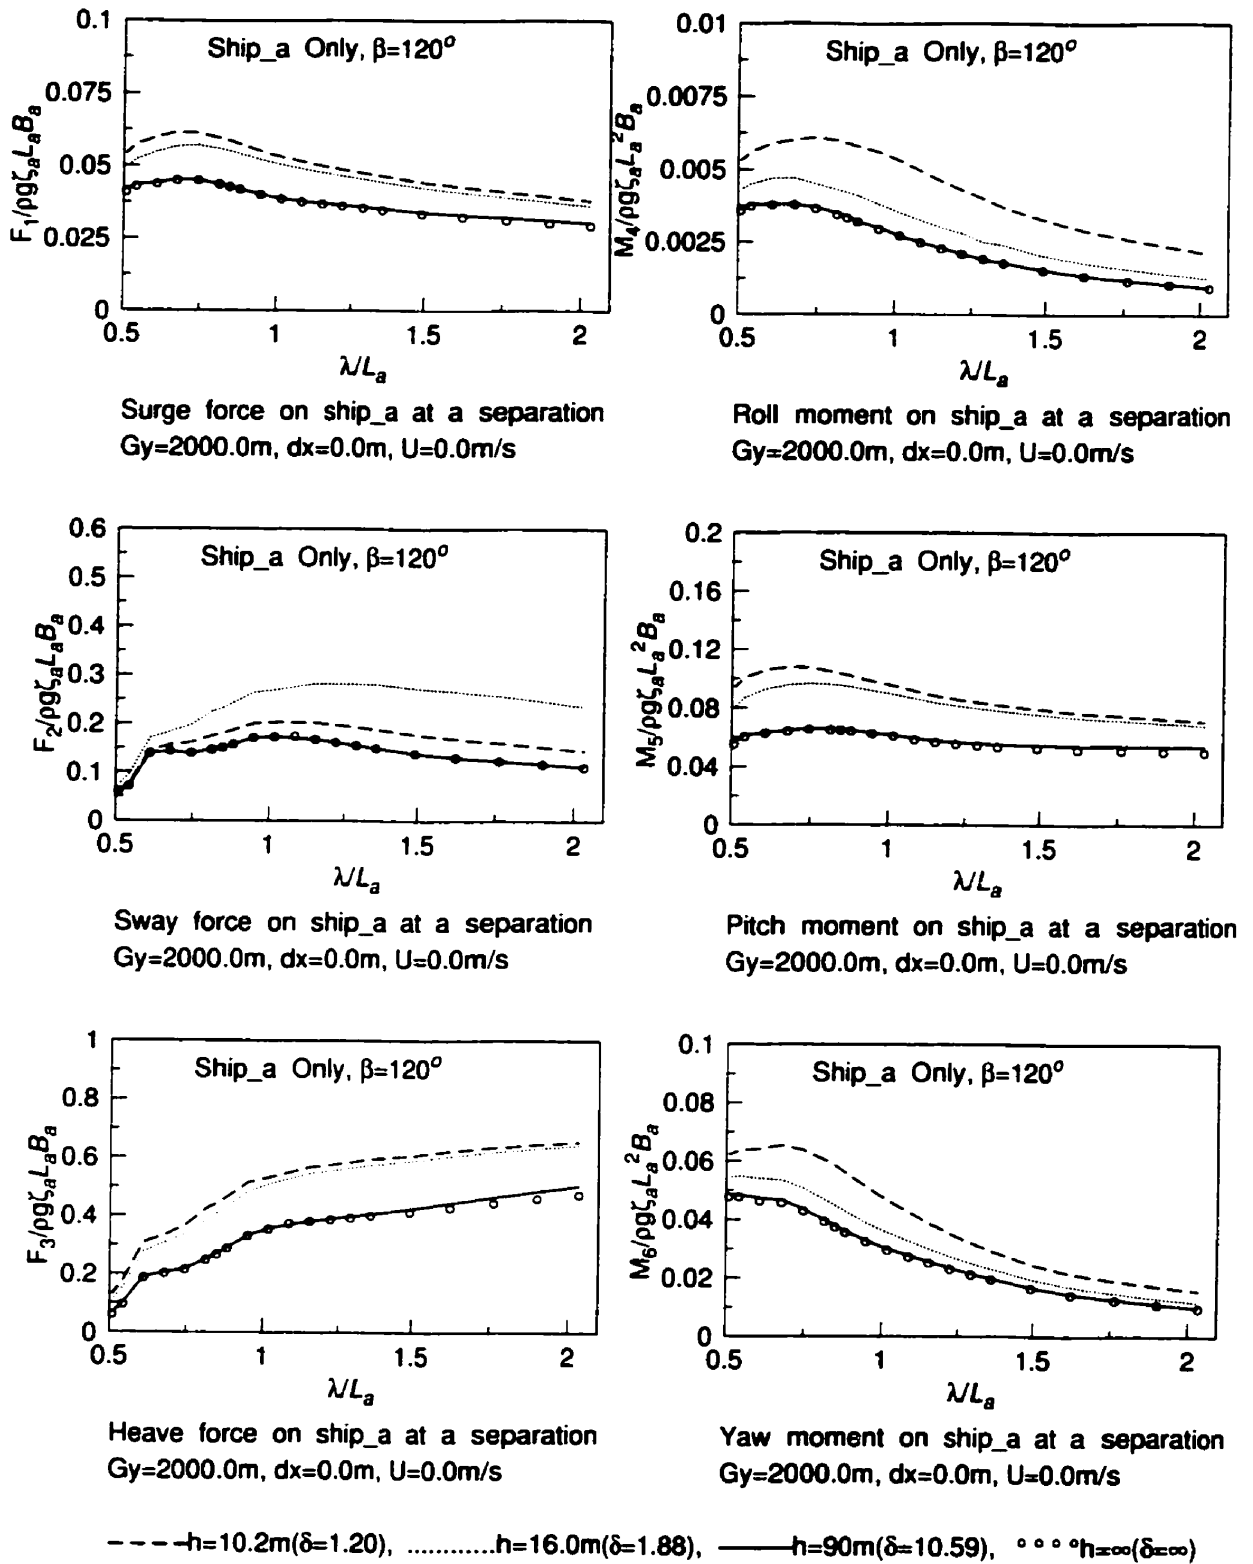 0.1
0.075
0.05
0.025
0
F₁/ρgζₐLₐBₐ
Ship_a Only, β=120°
0.5 1 1.5 2
λ/Lₐ
Surge force on ship_a at a separation
Gy=2000.0m, dx=0.0m, U=0.0m/s
0.01
0.0075
0.005
0.0025
0
M₄/ρgζₐLₐ²Bₐ
Ship_a Only, β=120°
0.5 1 1.5 2
λ/Lₐ
Roll moment on ship_a at a separation
Gy=2000.0m, dx=0.0m, U=0.0m/s
0.6
0.5
0.4
0.3
0.2
0.1
0
F₂/ρgζₐLₐBₐ
Ship_a Only, β=120°
0.5 1 1.5 2
λ/Lₐ
Sway force on ship_a at a separation
Gy=2000.0m, dx=0.0m, U=0.0m/s
0.2
0.16
0.12
0.08
0.04
0
M₅/ρgζₐLₐ²Bₐ
Ship_a Only, β=120°
0.5 1 1.5 2
λ/Lₐ
Pitch moment on ship_a at a separation
Gy=2000.0m, dx=0.0m, U=0.0m/s
1
0.8
0.6
0.4
0.2
0
F₃/ρgζₐLₐBₐ
Ship_a Only, β=120°
0.5 1 1.5 2
λ/Lₐ
Heave force on ship_a at a separation
Gy=2000.0m, dx=0.0m, U=0.0m/s
0.1
0.08
0.06
0.04
0.02
0
M₆/ρgζₐLₐ²Bₐ
Ship_a Only, β=120°
0.5 1 1.5 2
λ/Lₐ
Yaw moment on ship_a at a separation
Gy=2000.0m, dx=0.0m, U=0.0m/s
h=10.2m(δ=1.20), h=16.0m(δ=1.88), h=90m(δ=10.59), h=∞(δ=∞)